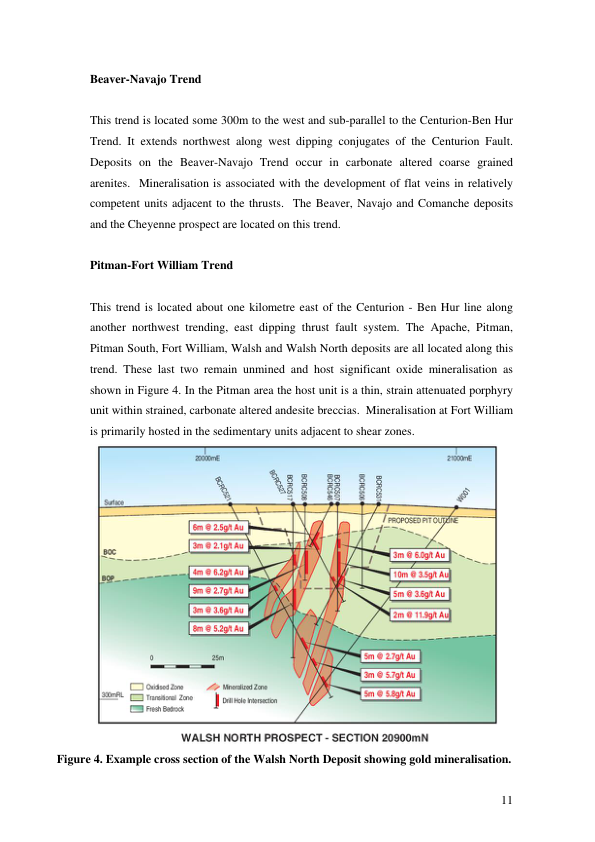 Beaver-Navajo Trend
This trend is located some 300m to the west and sub-parallel to the Centurion-Ben Hur
Trend. It extends northwest along west dipping conjugates of the Centurion Fault.
Deposits on the Beaver-Navajo Trend occur in carbonate altered coarse grained
arenites. Mineralisation is associated with the development of flat veins in relatively
competent units adjacent to the thrusts. The Beaver, Navajo and Comanche deposits
and the Cheyenne prospect are located on this trend.
Pitman-Fort William Trend
This trend is located about one kilometre east of the Centurion - Ben Hur line along
another northwest trending, east dipping thrust fault system. The Apache, Pitman,
Pitman South, Fort William, Walsh and Walsh North deposits are all located along this
trend. These last two remain unmined and host significant oxide mineralisation as
shown in Figure 4. In the Pitman area the host unit is a thin, strain attenuated porphyry
unit within strained, carbonate altered andesite breccias. Mineralisation at Fort William
is primarily hosted in the sedimentary units adjacent to shear zones.
20000mE
21000mE
BCRC521
BCRC517
W001
Surface
PROPOSED PIT OUTLINE
6m @ 2.5g/t Au
3m @ 2.1g/t Au
BOC
3m @ 6.0g/t Au
4m @ 6.2g/t Au
10m @ 3.5g/t Au
BOP
9m @ 2.7g/t Au
5m @ 3.6g/t Au
3m @ 3.6g/t Au
2m @ 11.9g/t Au
8m @ 5.2g/t Au
5m @ 2.7g/t Au
0 25m
3m @ 5.7g/t Au
Oxidised Zone
Mineralized Zone
5m @ 5.8g/t Au
300mRL
Transitional Zone
Drill Hole Intersection
Fresh Bedrock
WALSH NORTH PROSPECT - SECTION 20900mN
Figure 4. Example cross section of the Walsh North Deposit showing gold mineralisation.
11